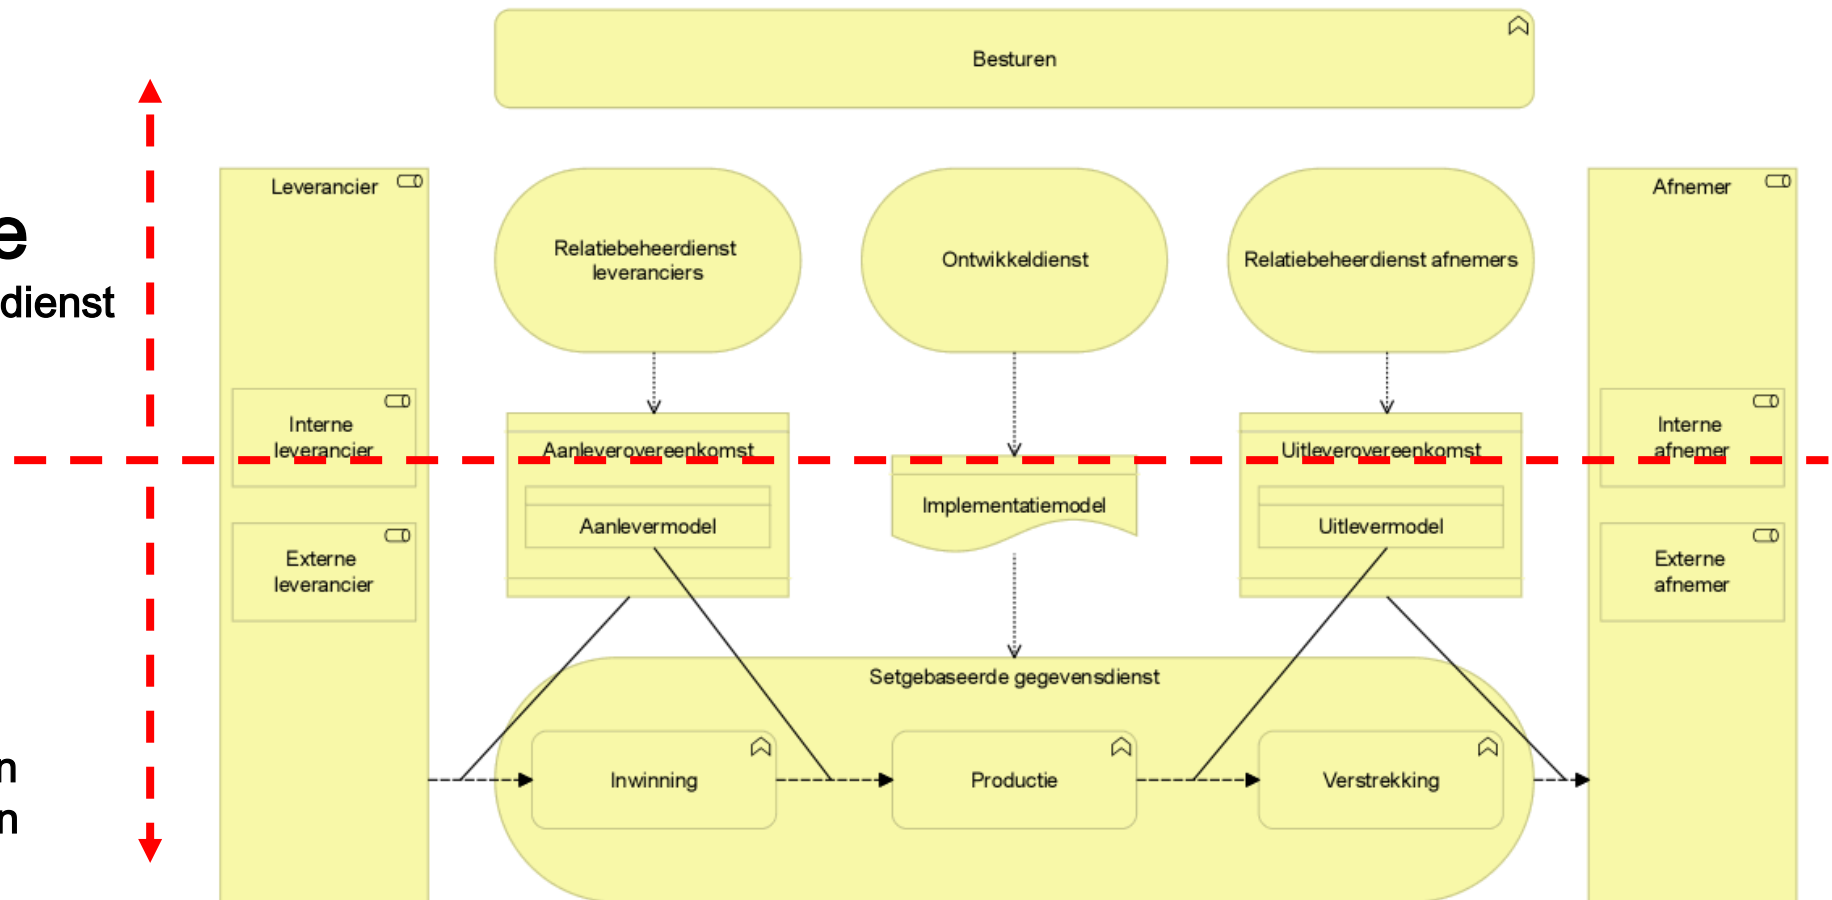 Besturen
Leverancier
Afnemer
e
dienst
Relatiebeheerdienst
leveranciers
Ontwikkeldienst
Relatiebeheerdienst afnemers
Interne
leverancier
Aanleverovereenkomst
Uitleverovereenkomst
Interne
afnemer
Implementatiemodel
Aanlevermodel
Uitlevermodel
Externe
leverancier
Externe
afnemer
Setgebaseerde gegevensdienst
n
n
Inwinning
Productie
Verstrekking